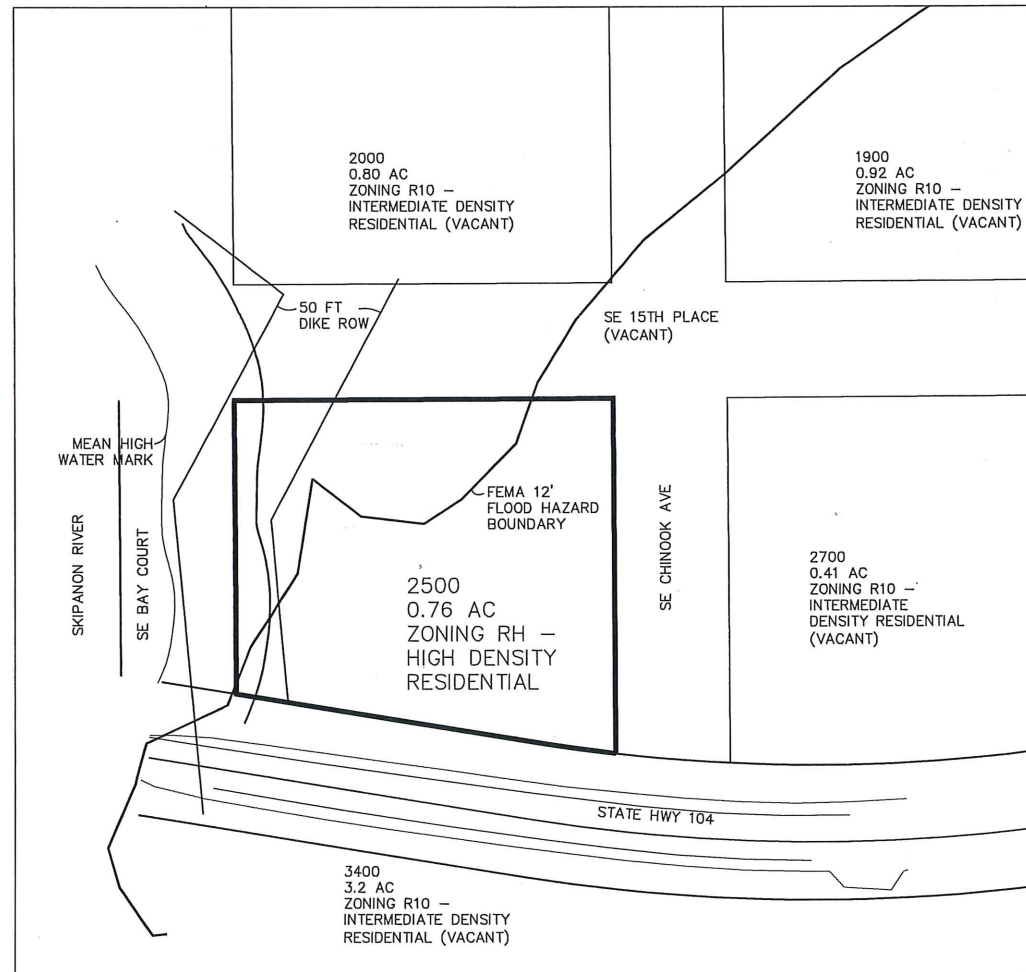 2000
0.80 AC
ZONING R10 –
INTERMEDIATE DENSITY
RESIDENTIAL (VACANT)
1900
0.92 AC
ZONING R10 –
INTERMEDIATE DENSITY
RESIDENTIAL (VACANT)
50 FT
DIKE ROW
SE 15TH PLACE
(VACANT)
MEAN HIGH
WATER MARK
SKIPANON RIVER
SE BAY COURT
FEMA 12'
FLOOD HAZARD
BOUNDARY
2500
0.76 AC
ZONING RH –
HIGH DENSITY
RESIDENTIAL
SE CHINOOK AVE
2700
0.41 AC
ZONING R10 –
INTERMEDIATE
DENSITY RESIDENTIAL
(VACANT)
STATE HWY 104
3400
3.2 AC
ZONING R10 –
INTERMEDIATE DENSITY
RESIDENTIAL (VACANT)